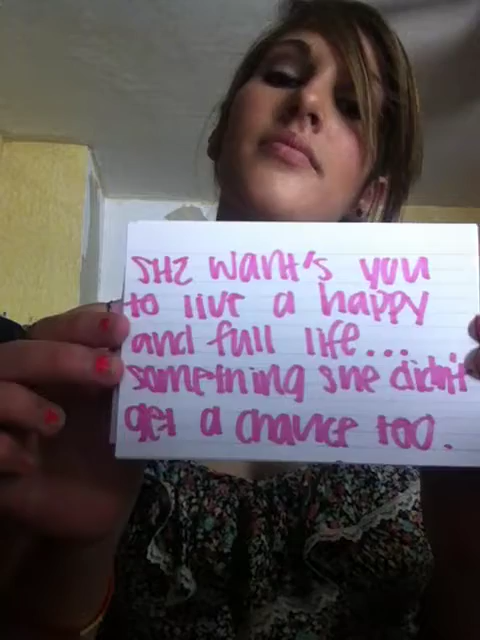 SHE want's you
to live a happy
and full life...
something she didn't
get a chance too.